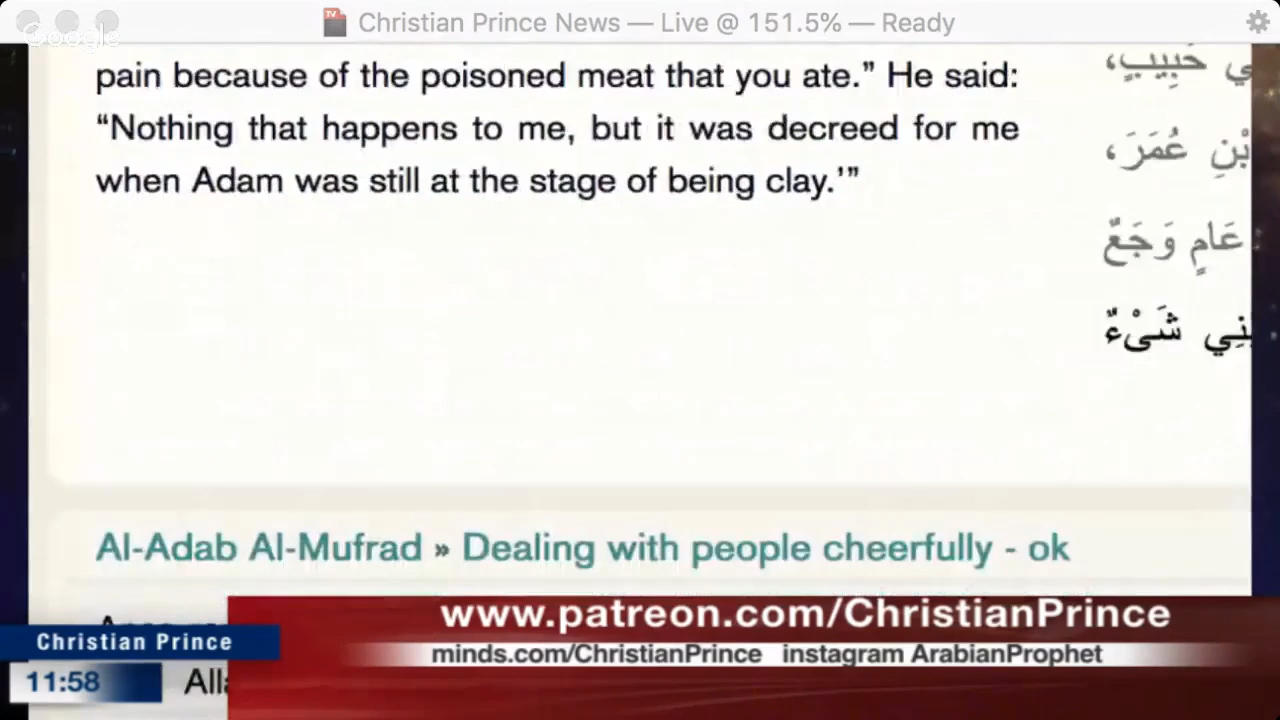 Christian Prince News — Live @ 151.5% — Ready
Google
pain because of the poisoned meat that you ate.” He said:
“Nothing that happens to me, but it was decreed for me
when Adam was still at the stage of being clay.’”
حَبِيبٍ،
بْنِ عُمَرَ،
عَامٍ وَجَعٌ
شَىْءٌ
Al-Adab Al-Mufrad » Dealing with people cheerfully - ok
www.patreon.com/ChristianPrince
Christian Prince
minds.com/ChristianPrince instagram ArabianProphet
11:58